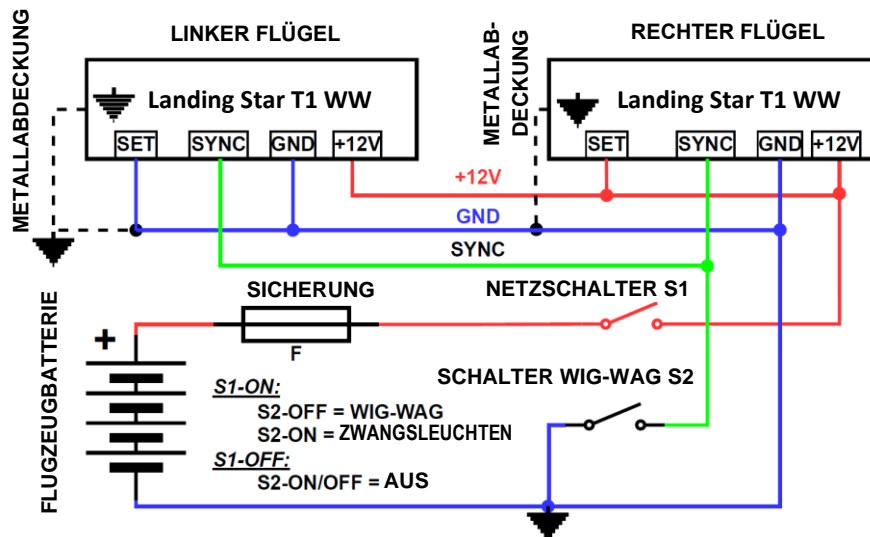 LINKER FLÜGEL
RECHTER FLÜGEL
METALLABDECKUNG
METALLAB-
DECKUNG
Landing Star T1 WW
SET
SYNC
GND
+12V
Landing Star T1 WW
SET
SYNC
GND
+12V
+12V
GND
SYNC
SICHERUNG
F
NETZSCHALTER S1
SCHALTER WIG-WAG S2
FLUGZEUGBATTERIE
+
S1-ON:
S2-OFF = WIG-WAG
S2-ON = ZWANGSLEUCHTEN
S1-OFF:
S2-ON/OFF = AUS